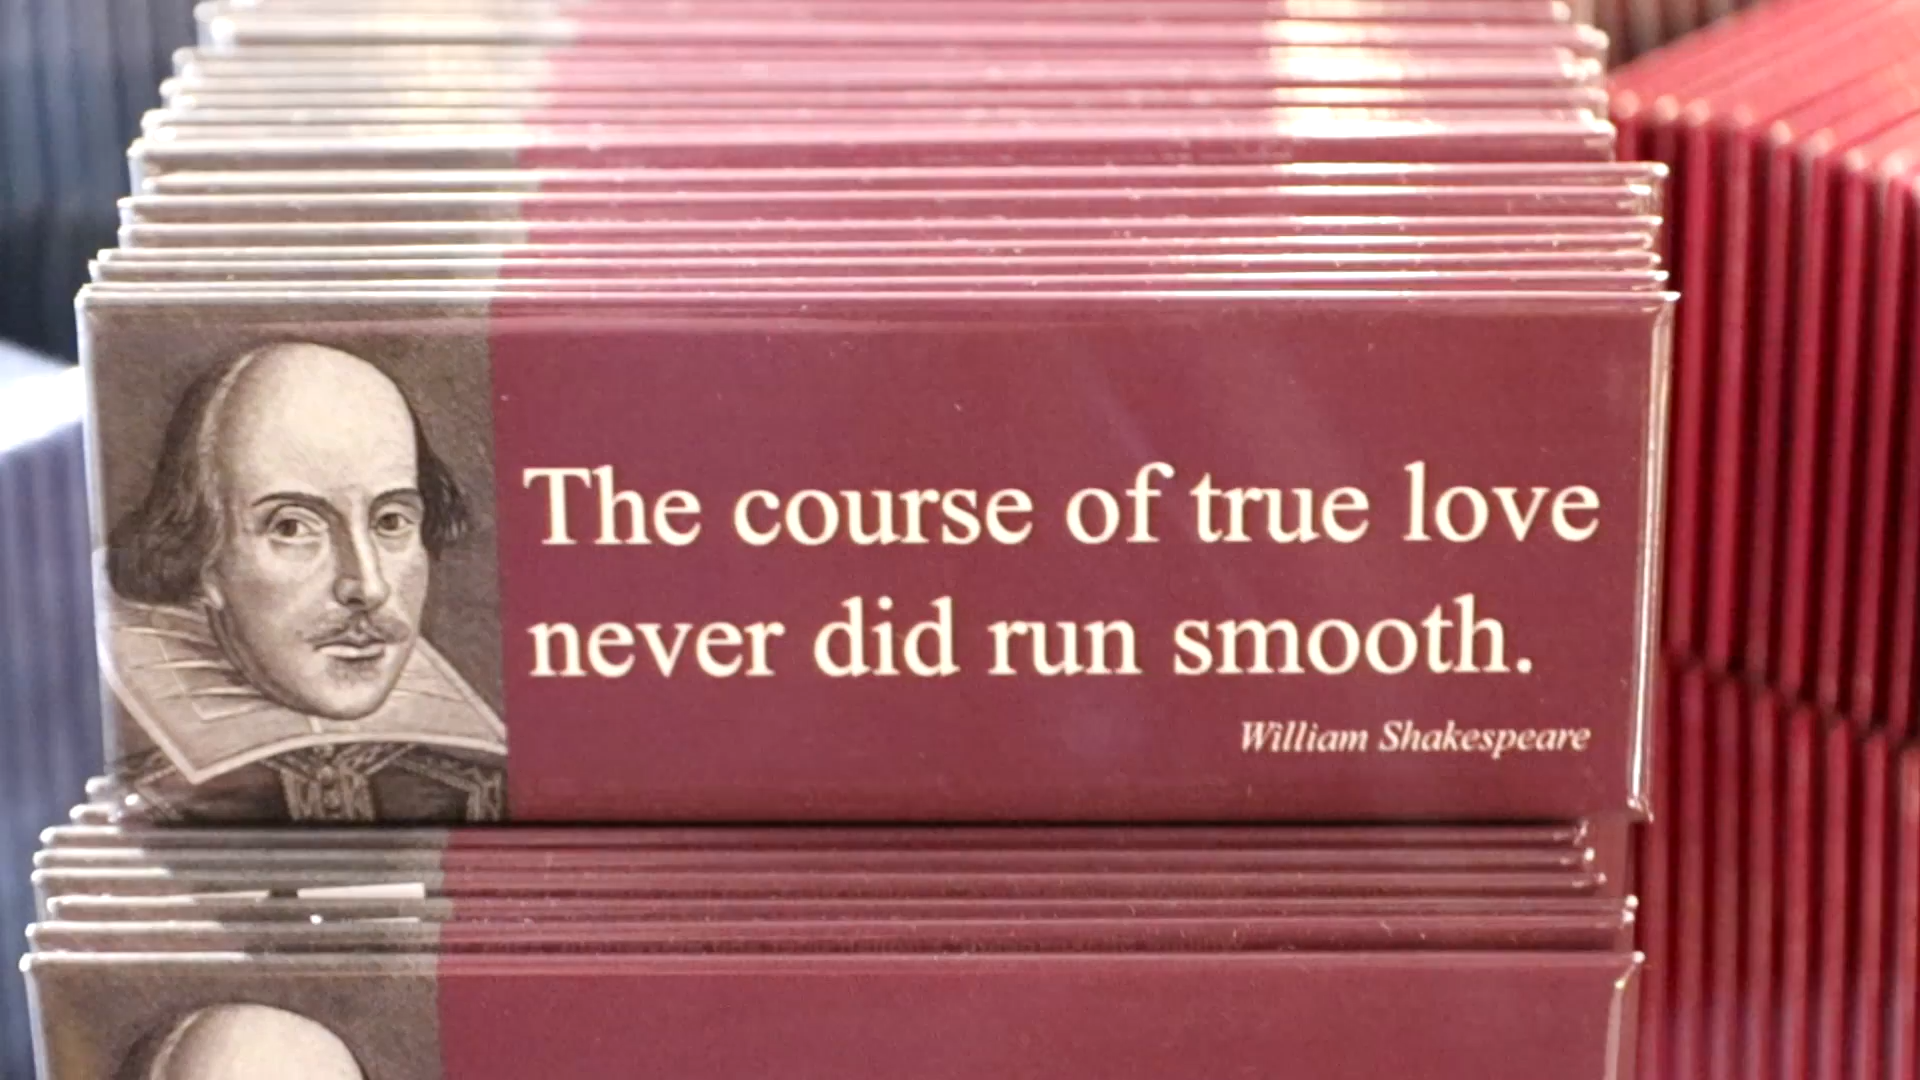 The course of true love
never did run smooth.
William Shakespeare